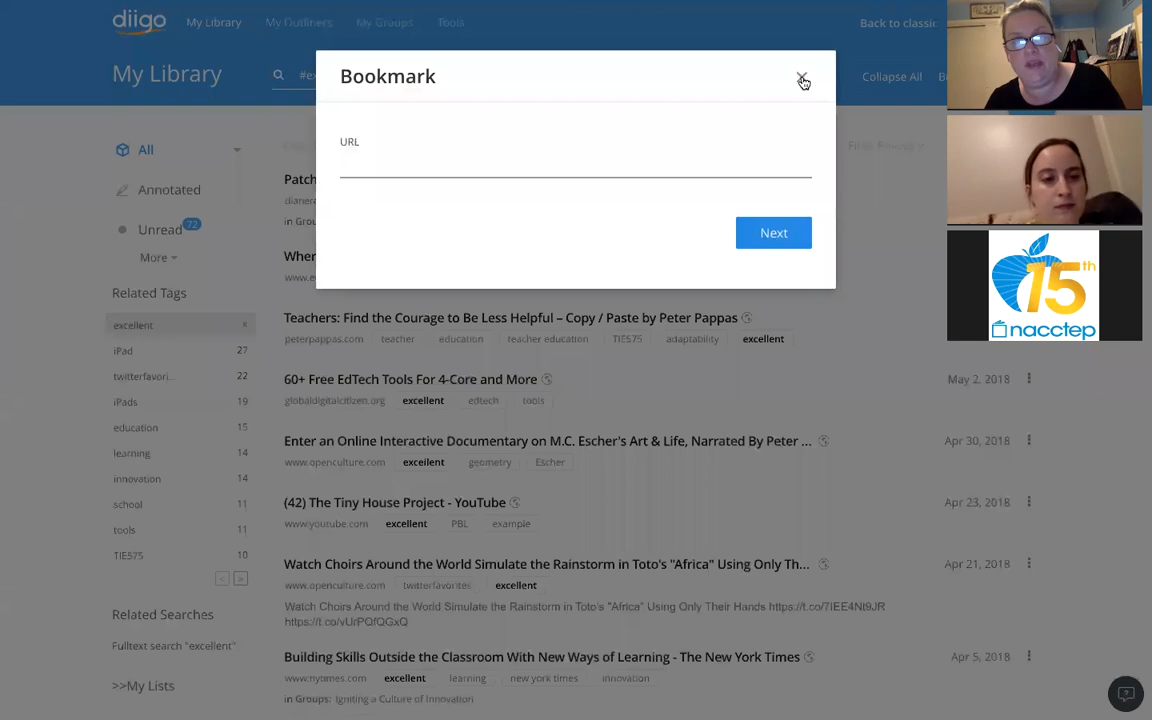 diigo
My Library
My Outliners
My Groups
Tools
Back to classic
My Library
Collapse All
Bookmark
URL
Next
All
Annotated
Unread 72
More
Related Tags
excellent x
iPad 27
twitterfavori... 22
iPads 19
education 15
learning 14
innovation 14
school 11
tools 11
TIE575 10
< >
Related Searches
Fulltext search "excellent"
>>My Lists
Patch
in Grou
Wher
www.e
Teachers: Find the Courage to Be Less Helpful – Copy / Paste by Peter Pappas
peterpappas.com teacher education teacher education TIE575 adaptability excellent
60+ Free EdTech Tools For 4-Core and More May 2, 2018
globaldigitalcitizen.org excellent edtech tools
Enter an Online Interactive Documentary on M.C. Escher's Art & Life, Narrated By Peter ... Apr 30, 2018
www.openculture.com excellent geometry Escher
(42) The Tiny House Project - YouTube Apr 23, 2018
www.youtube.com excellent PBL example
Watch Choirs Around the World Simulate the Rainstorm in Toto's "Africa" Using Only Th... Apr 21, 2018
www.openculture.com twitterfavorites excellent
Watch Choirs Around the World Simulate the Rainstorm in Toto's "Africa" Using Only Their Hands https://t.co/7IEE4Nt9JR
https://t.co/vUrPQfQGxQ
Building Skills Outside the Classroom With New Ways of Learning - The New York Times Apr 5, 2018
www.nytimes.com excellent learning new york times innovation
in Groups: Igniting a Culture of Innovation
15th
nacctep